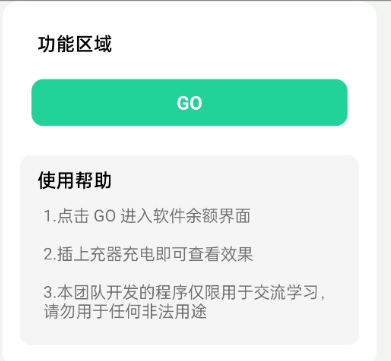 功能区域
GO
使用帮助
1.点击 GO 进入软件余额界面
2.插上充器充电即可查看效果
3.本团队开发的程序仅限用于交流学习，
请勿用于任何非法用途